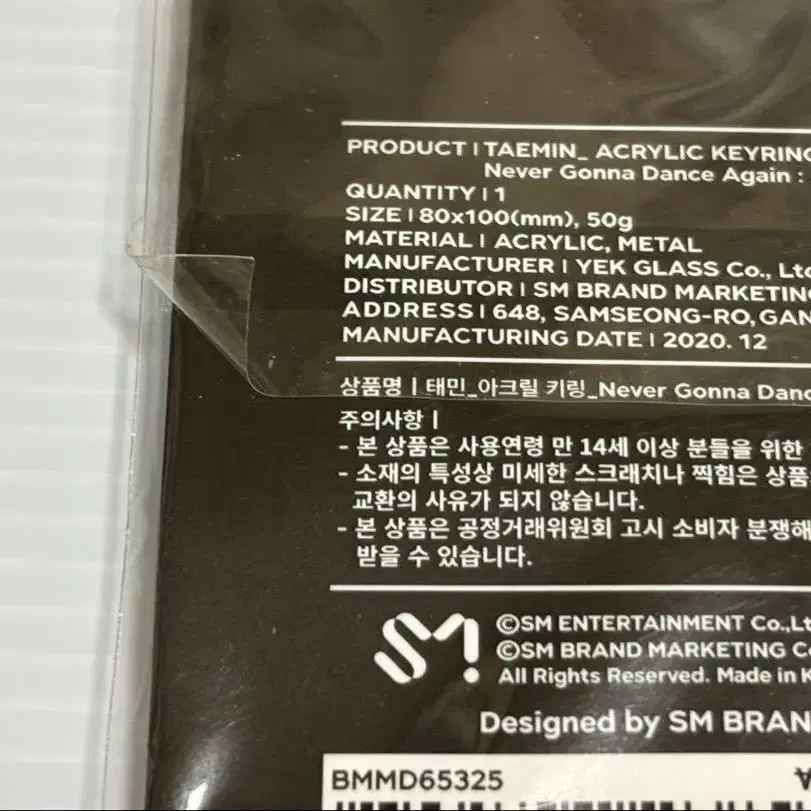 PRODUCT | TAEMIN_ ACRYLIC KEYRING
Never Gonna Dance Again :
QUANTITY | 1
SIZE | 80x100(mm), 50g
MATERIAL | ACRYLIC, METAL
MANUFACTURER | YEK GLASS Co., Ltd
DISTRIBUTOR | SM BRAND MARKETING
ADDRESS | 648, SAMSEONG-RO, GAN
MANUFACTURING DATE | 2020. 12
상품명 | 태민_아크릴 키링_Never Gonna Danc
주의사항 |
- 본 상품은 사용연령 만 14세 이상 분들을 위한
- 소재의 특성상 미세한 스크래치나 찍힘은 상품
교환의 사유가 되지 않습니다.
- 본 상품은 공정거래위원회 고시 소비자 분쟁해
받을 수 있습니다.
SM!
©SM ENTERTAINMENT Co.,Lt
©SM BRAND MARKETING Co
All Rights Reserved. Made in K
Designed by SM BRAN
BMMD65325